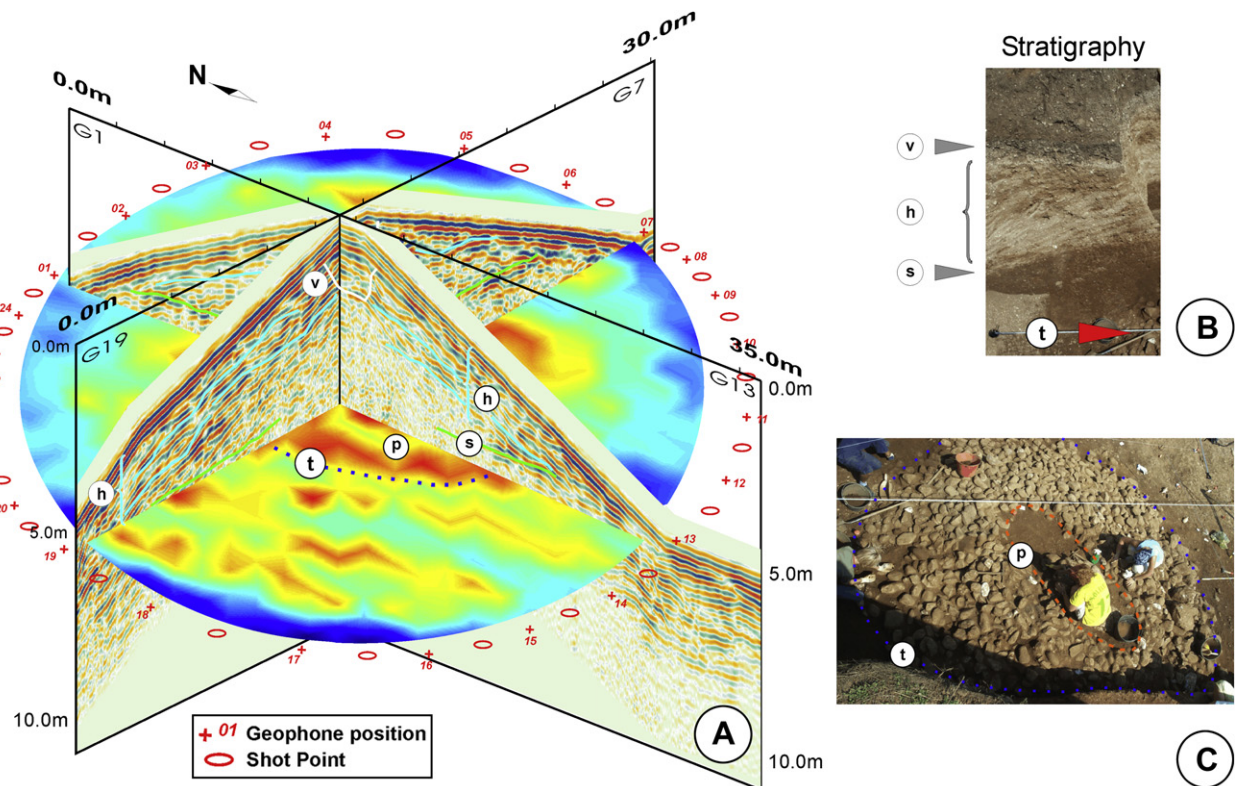 Stratigraphy
30.0m
N
0.0m
G7
G1
04
05
03
06
02
07
01
08
24
09
10
0.0m
0.0m
G19
35.0m
G13
0.0m
11
12
13
14
15
16
17
18
19
20
v
h
s
p
t
h
5.0m
5.0m
10.0m
10.0m
01 Geophone position
Shot Point
A
v
h
s
t
B
p
t
C